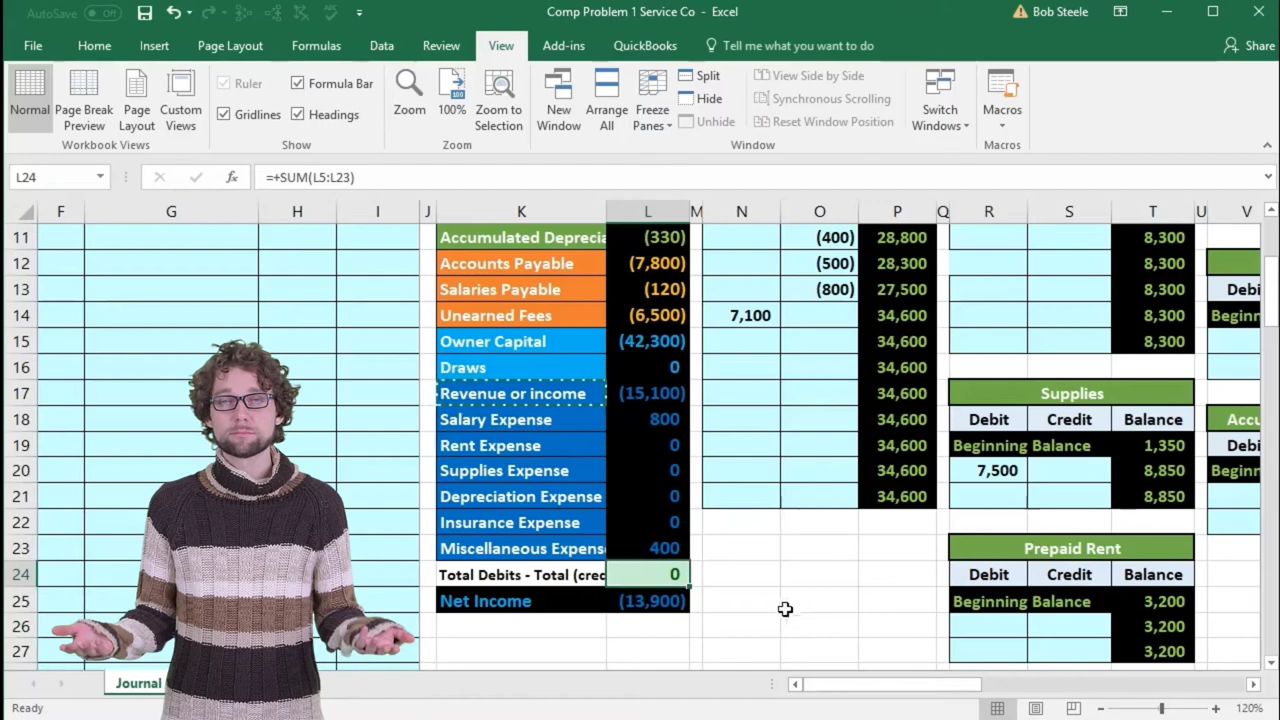 AutoSave Off
Comp Problem 1 Service Co - Excel
Bob Steele
File Home Insert Page Layout Formulas Data Review View Add-ins QuickBooks Tell me what you want to do Share
Normal Page Break Preview Page Layout Custom Views
Ruler Formula Bar
Gridlines Headings
Zoom 100% Zoom to Selection
New Window Arrange All Freeze Panes
Split
Hide
Unhide
View Side by Side
Synchronous Scrolling
Reset Window Position
Switch Windows
Macros
Workbook Views Show Zoom Window Macros
L24 fx =+SUM(L5:L23)
F G H I J K L M N O P Q R S T U V
11 Accumulated Deprecia (330) (400) 28,800 8,300
12 Accounts Payable (7,800) (500) 28,300 8,300
13 Salaries Payable (120) (800) 27,500 8,300 Debi
14 Unearned Fees (6,500) 7,100 34,600 8,300 Beginn
15 Owner Capital (42,300) 34,600 8,300
16 Draws 0 34,600
17 Revenue or income (15,100) 34,600 Supplies
18 Salary Expense 800 34,600 Debit Credit Balance Accu
19 Rent Expense 0 34,600 Beginning Balance 1,350 Debi
20 Supplies Expense 0 34,600 7,500 8,850 Beginn
21 Depreciation Expense 0 34,600 8,850
22 Insurance Expense 0
23 Miscellaneous Expens 400 Prepaid Rent
24 Total Debits - Total (cred 0 Debit Credit Balance
25 Net Income (13,900) Beginning Balance 3,200
26 3,200
27 3,200
Journal
Ready 120%